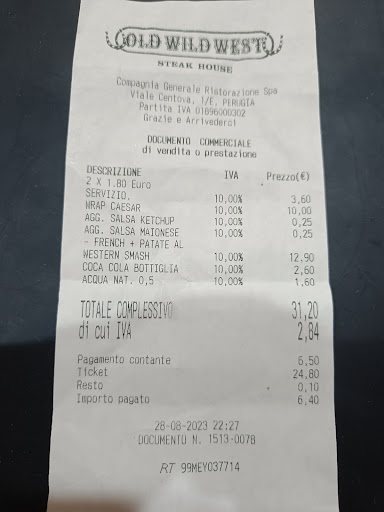 OLD WILD WEST
STEAK HOUSE
Compagnia Generale Ristorazione Spa
Viale Centova, 1/E, PERUGIA
Partita IVA 01896000302
Grazie e Arrivederci
DOCUMENTO COMMERCIALE
di vendita o prestazione
DESCRIZIONE IVA Prezzo(€)
2 X 1.80 Euro
SERVIZIO. 10,00% 3,60
WRAP CAESAR 10,00% 10,00
AGG. SALSA KETCHUP 10,00% 0,25
AGG. SALSA MAIONESE 10,00% 0,25
- FRENCH + PATATE AL
WESTERN SMASH 10,00% 12,90
COCA COLA BOTTIGLIA 10,00% 2,60
ACQUA NAT. 0,5 10,00% 1,60
TOTALE COMPLESSIVO 31,20
di cui IVA 2,84
Pagamento contante 6,50
Ticket 24,80
Resto 0,10
Importo pagato 6,40
28-08-2023 22:27
DOCUMENTO N. 1513-0078
RT 99MEY037714